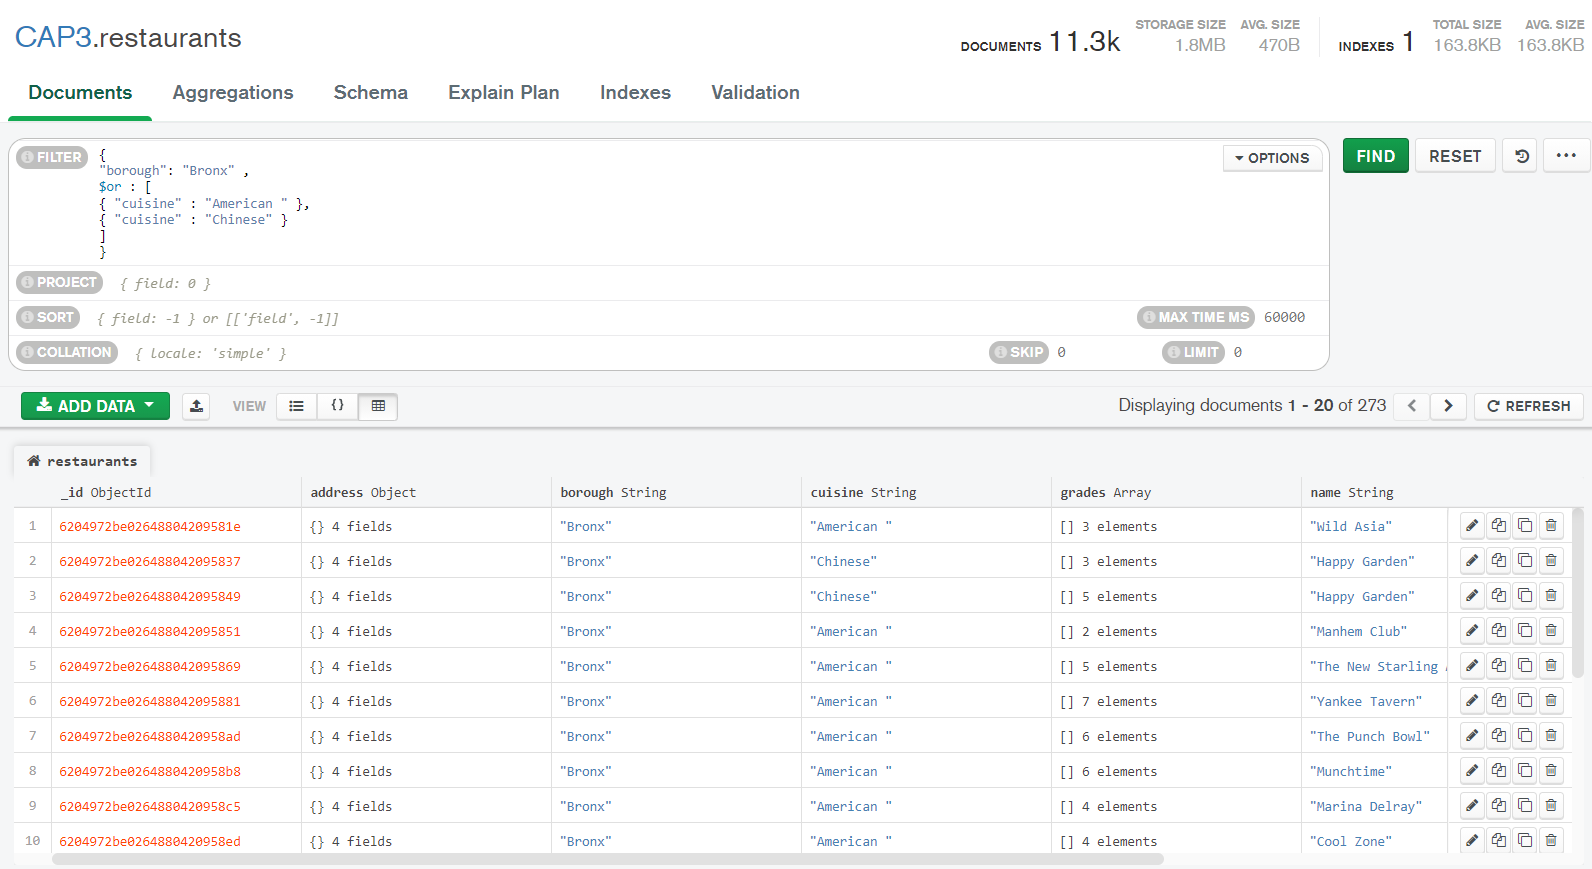 CAP3.restaurants
DOCUMENTS 11.3k STORAGE SIZE 1.8MB AVG. SIZE 470B INDEXES 1 TOTAL SIZE 163.8KB AVG. SIZE 163.8KB
Documents Aggregations Schema Explain Plan Indexes Validation
FILTER {
"borough": "Bronx" ,
$or : [
{ "cuisine" : "American " },
{ "cuisine" : "Chinese" }
]
}
OPTIONS
FIND RESET ...
PROJECT { field: 0 }
SORT { field: -1 } or [['field', -1]] MAX TIME MS 60000
COLLATION { locale: 'simple' } SKIP 0 LIMIT 0
ADD DATA VIEW {} Displaying documents 1 - 20 of 273 REFRESH
restaurants
_id ObjectId address Object borough String cuisine String grades Array name String
1 6204972be02648804209581e {} 4 fields "Bronx" "American " [] 3 elements "Wild Asia"
2 6204972be026488042095837 {} 4 fields "Bronx" "Chinese" [] 3 elements "Happy Garden"
3 6204972be026488042095849 {} 4 fields "Bronx" "Chinese" [] 5 elements "Happy Garden"
4 6204972be026488042095851 {} 4 fields "Bronx" "American " [] 2 elements "Manhem Club"
5 6204972be026488042095869 {} 4 fields "Bronx" "American " [] 5 elements "The New Starling
6 6204972be026488042095881 {} 4 fields "Bronx" "American " [] 7 elements "Yankee Tavern"
7 6204972be0264880420958ad {} 4 fields "Bronx" "American " [] 6 elements "The Punch Bowl"
8 6204972be0264880420958b8 {} 4 fields "Bronx" "American " [] 6 elements "Munchtime"
9 6204972be0264880420958c5 {} 4 fields "Bronx" "American " [] 4 elements "Marina Delray"
10 6204972be0264880420958ed {} 4 fields "Bronx" "American " [] 4 elements "Cool Zone"